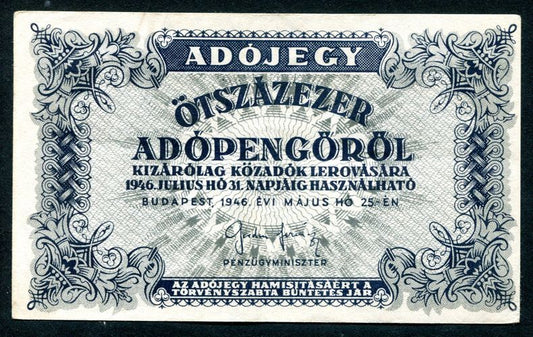 ADÓJEGY
ÖTSZÁZEZER
ADÓPENGŐRŐL
KIZÁRÓLAG KÖZADÓK LEROVÁSÁRA
1946. JULIUS HÓ 31. NAPJÁIG HASZNÁLHATÓ
BUDAPEST, 1946. ÉVI MÁJUS HÓ 25-ÉN
PÉNZÜGYMINISZTER
AZ ADÓJEGY HAMISÍTÁSÁÉRT A
TÖRVÉNYSZABTA BÜNTETÉS JÁR